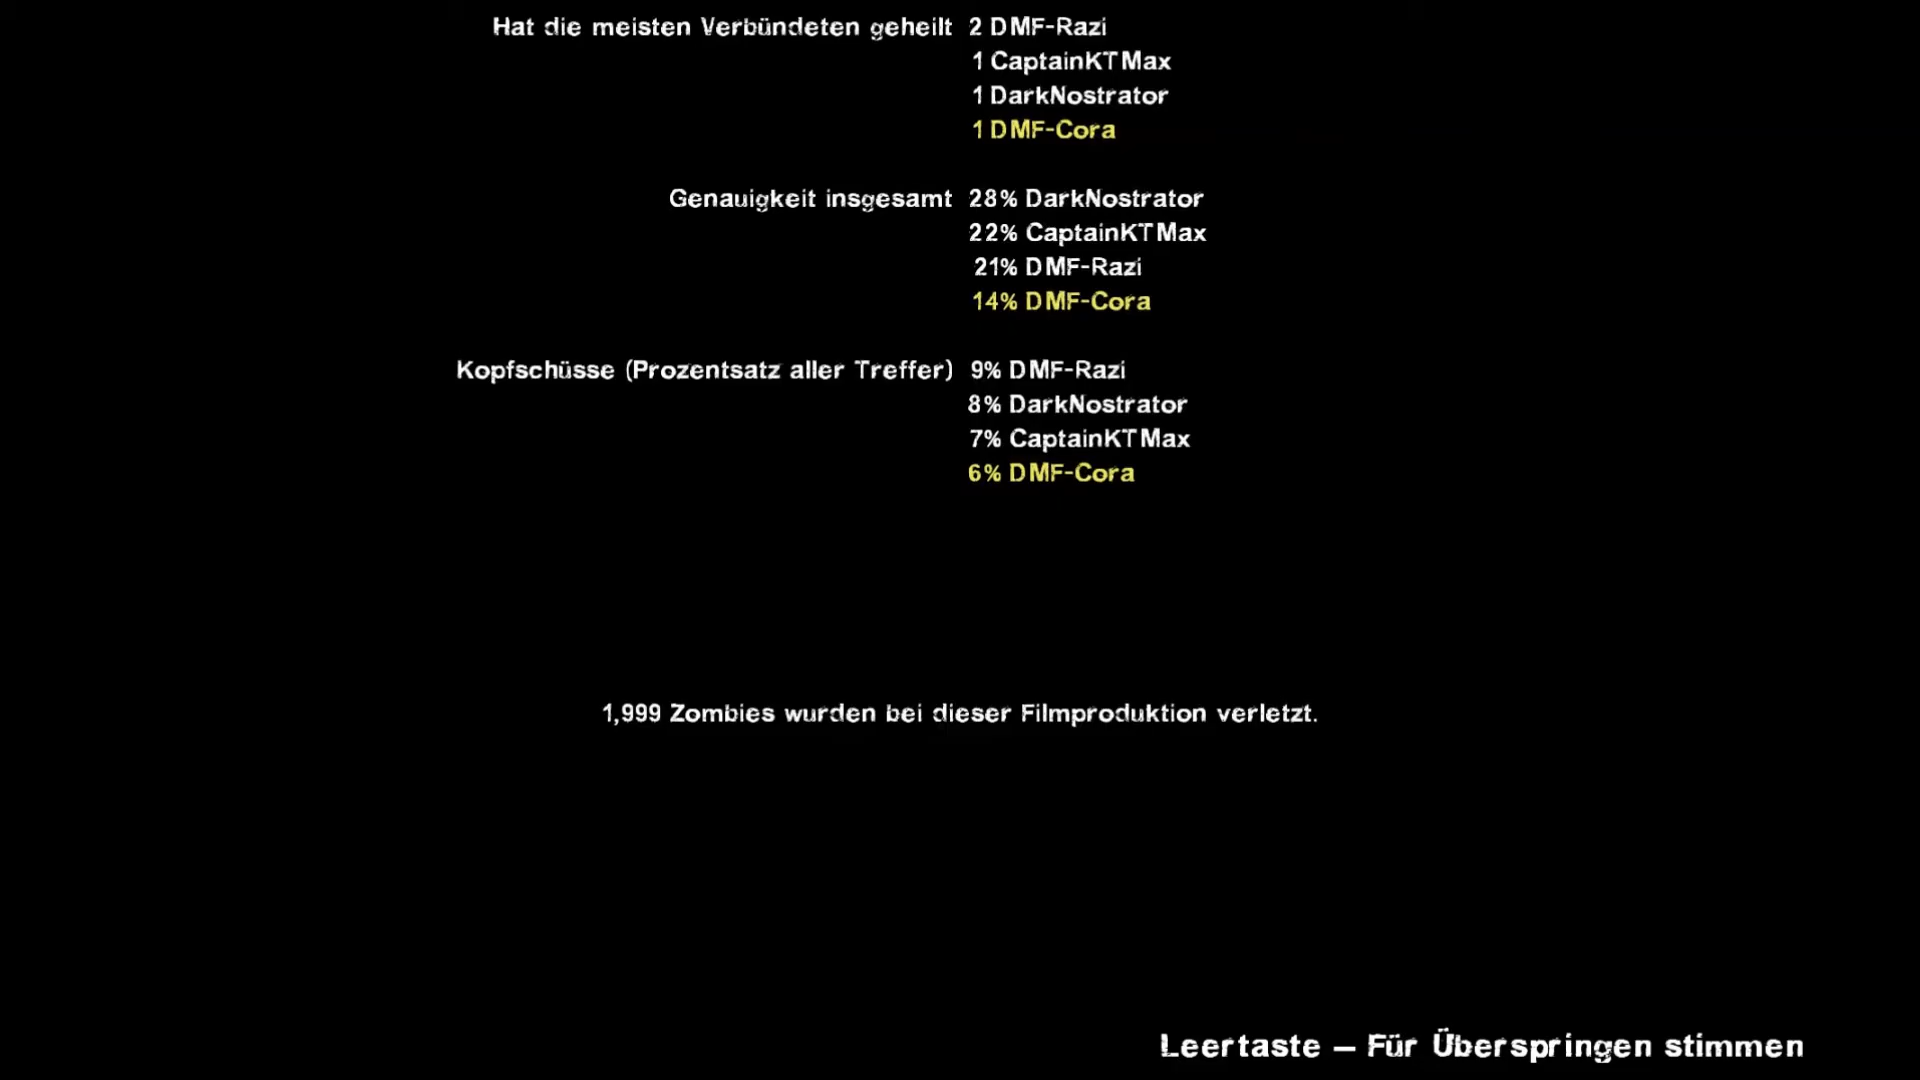 Hat die meisten Verbündeten geheilt 2 DMF-Razi
1 CaptainKTMax
1 DarkNostrator
1 DMF-Cora
Genauigkeit insgesamt 28% DarkNostrator
22% CaptainKTMax
21% DMF-Razi
14% DMF-Cora
Kopfschüsse (Prozentsatz aller Treffer) 9% DMF-Razi
8% DarkNostrator
7% CaptainKTMax
6% DMF-Cora
1,999 Zombies wurden bei dieser Filmproduktion verletzt.
Leertaste – Für Überspringen stimmen